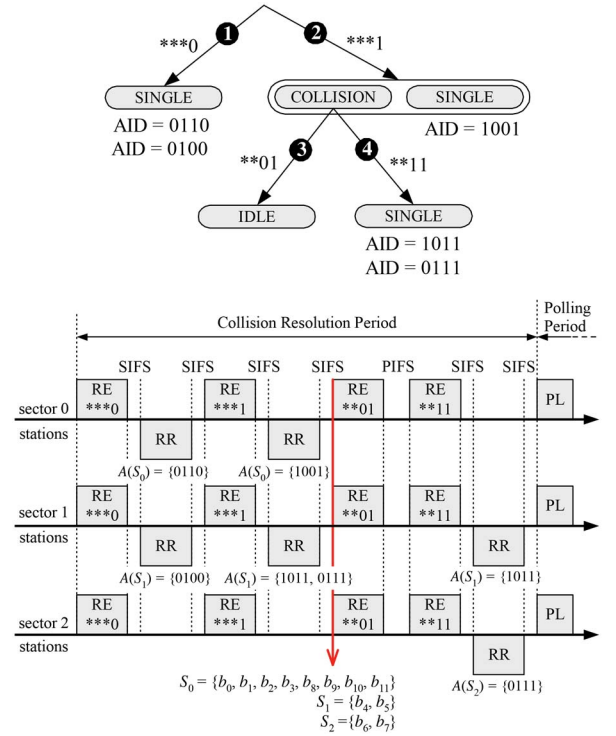 ***0
1
2
***1
SINGLE
COLLISION
SINGLE
AID = 0110
AID = 0100
AID = 1001
**01
3
4
**11
IDLE
SINGLE
AID = 1011
AID = 0111
Collision Resolution Period
Polling Period
SIFS SIFS SIFS SIFS PIFS SIFS SIFS
sector 0
stations
RE ***0
RR
RE ***1
RR
RE **01
RE **11
PL
A(S0) = {0110}
A(S0) = {1001}
sector 1
stations
RE ***0
RR
RE ***1
RR
RE **01
RE **11
RR
PL
A(S1) = {0100}
A(S1) = {1011, 0111}
A(S1) = {1011}
sector 2
stations
RE ***0
RE ***1
RE **01
RE **11
RR
PL
A(S2) = {0111}
S0 = {b0, b1, b2, b3, b8, b9, b10, b11}
S1 = {b4, b5}
S2 ={b6, b7}